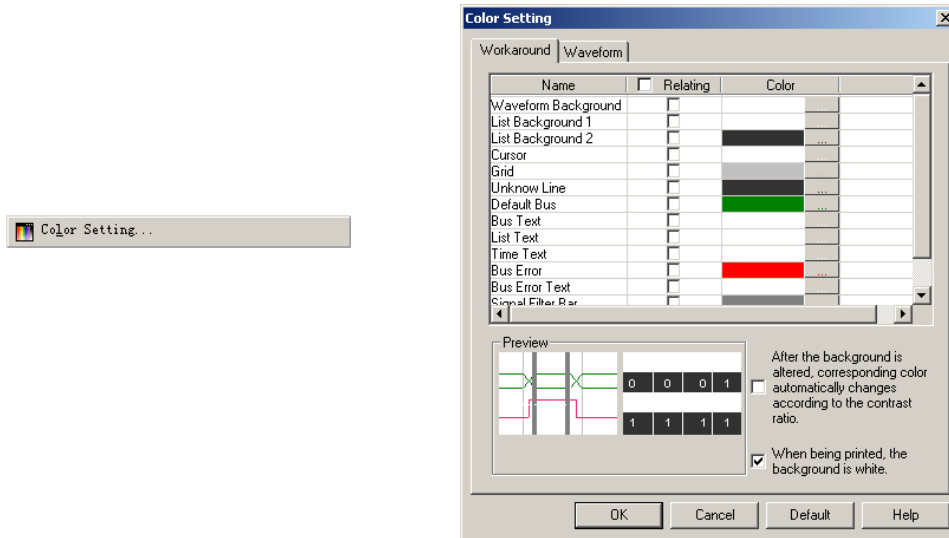 Color Setting...
Color Setting
Workaround Waveform
Name Relating Color
Waveform Background ...
List Background 1 ...
List Background 2 ...
Cursor ...
Grid ...
Unknow Line ...
Default Bus ...
Bus Text ...
List Text ...
Time Text ...
Bus Error ...
Bus Error Text ...
Signal Filter Bar
Preview
0 0 0 1
1 1 1 1
After the background is
altered, corresponding color
automatically changes
according to the contrast
ratio.
When being printed, the
background is white.
OK Cancel Default Help